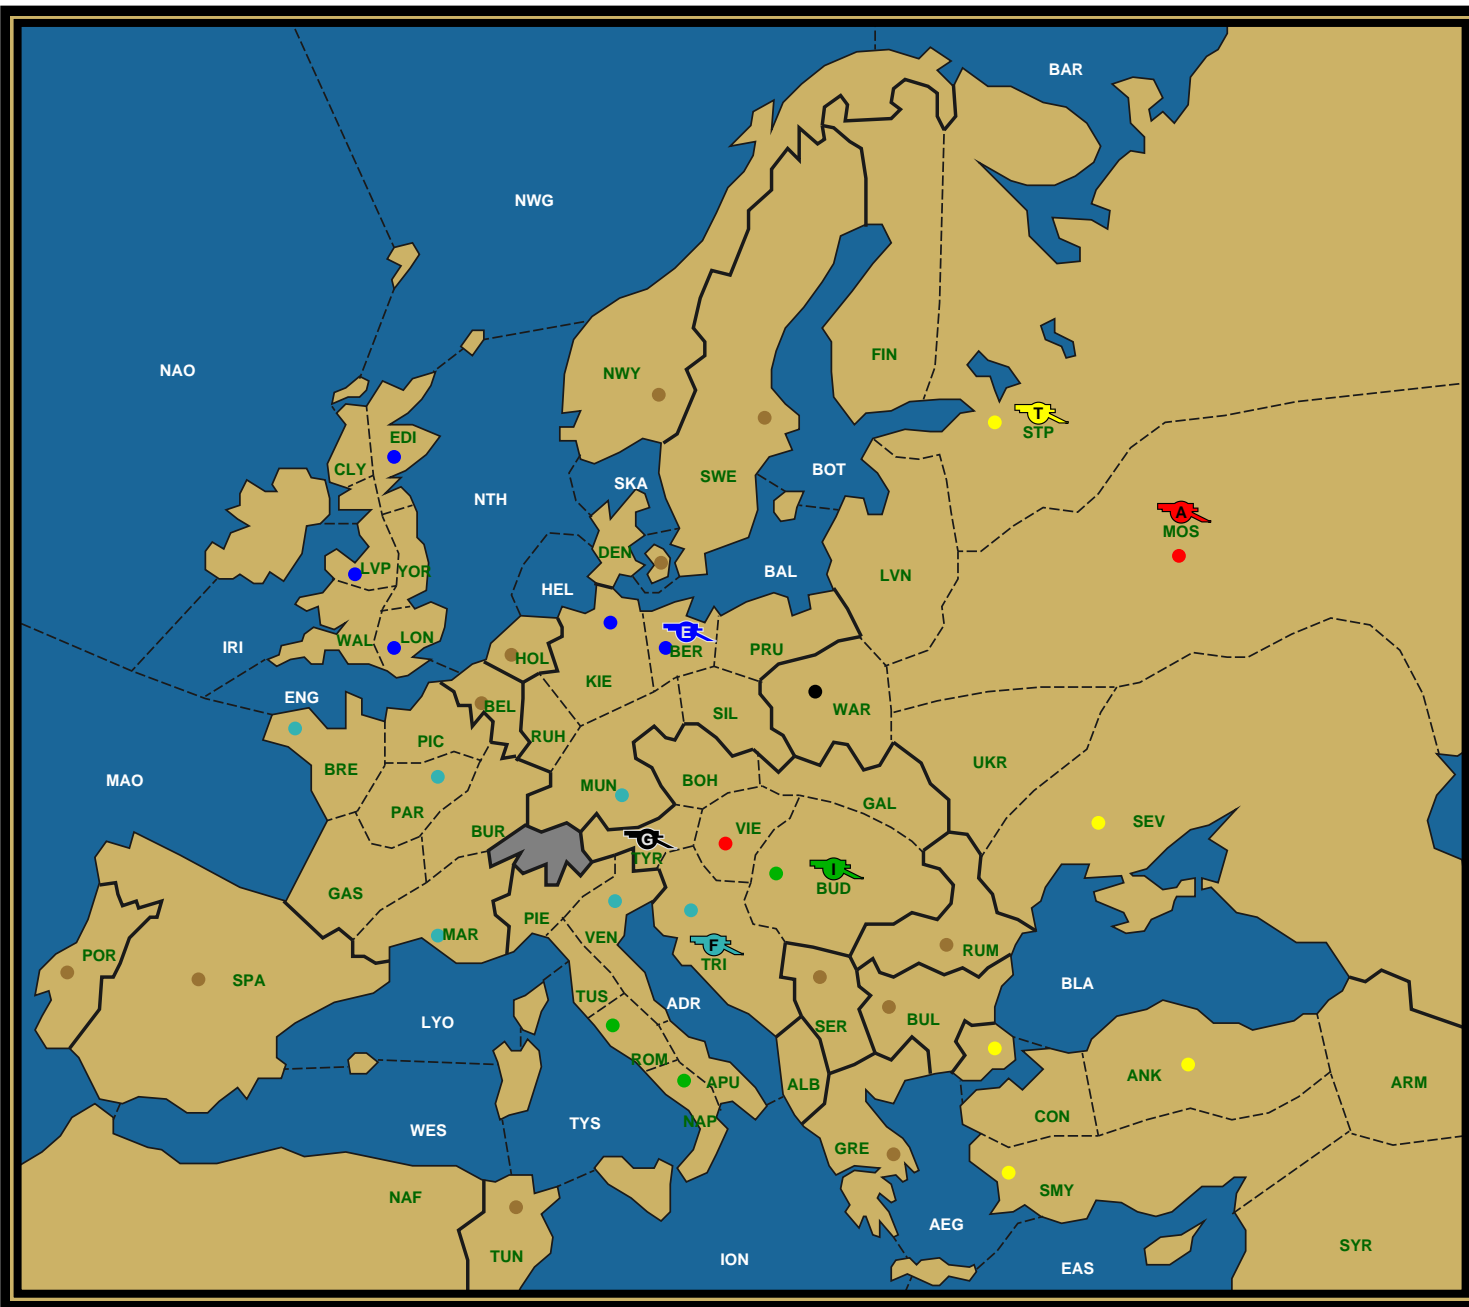 BAR
NWG
NAO
FIN
NWY
T
STP
EDI
CLY
SWE
BOT
SKA
NTH
A
MOS
DEN
LVP
YOR
BAL
LVN
HEL
IRI
WAL
LON
E
BER
PRU
HOL
KIE
ENG
BEL
SIL
WAR
RUH
PIC
BRE
UKR
MAO
MUN
BOH
GAL
PAR
BUR
VIE
SEV
G
TYR
I
BUD
GAS
PIE
MAR
VEN
F
TRI
POR
SPA
RUM
BLA
TUS
ADR
LYO
SER
BUL
ROM
APU
ALB
ANK
ARM
NAP
CON
WES
TYS
GRE
NAF
SMY
AEG
TUN
ION
EAS
SYR